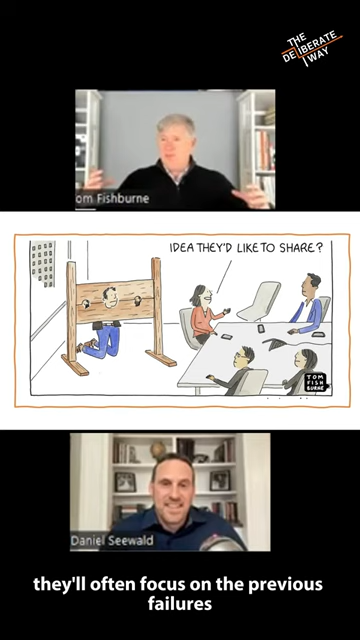 THE
DELIBERATE
WAY
om Fishburne
IDEA THEY'D LIKE TO SHARE?
TOM
FISH
BURNE
Daniel Seewald
they'll often focus on the previous
failures